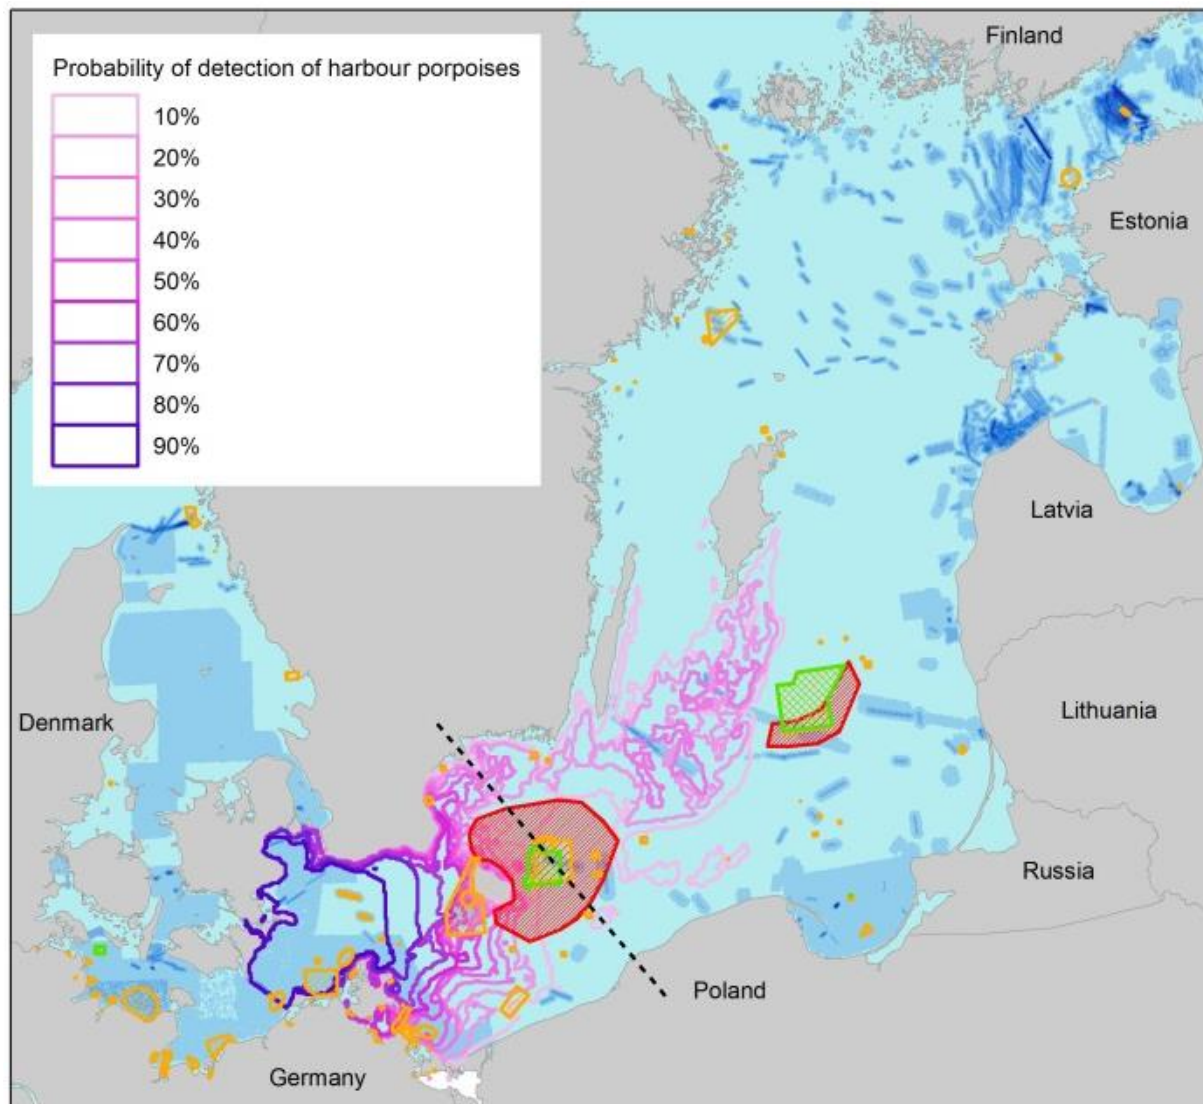 Finland
Probability of detection of harbour porpoises
10%
20%
30%
40%
50%
60%
70%
80%
90%
Estonia
Latvia
Lithuania
Denmark
Russia
Poland
Germany